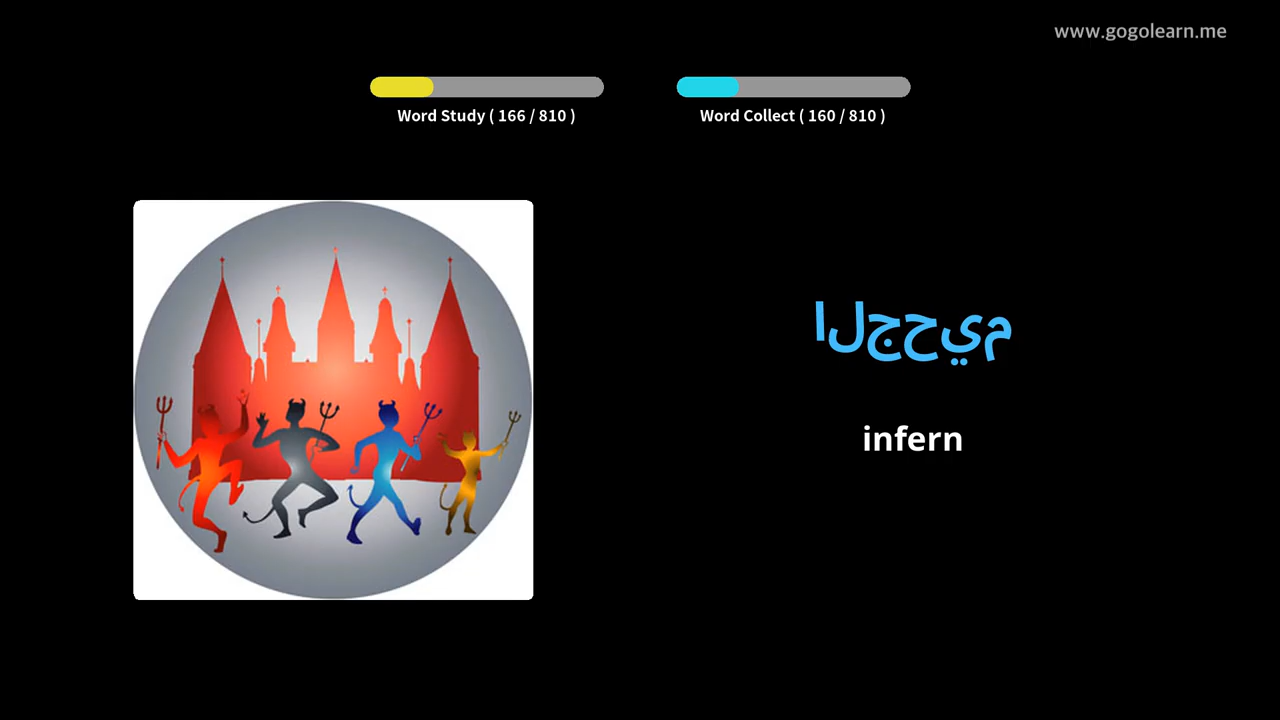 www.gogolearn.me
Word Study ( 166 / 810 )
Word Collect ( 160 / 810 )
الجحيم
infern